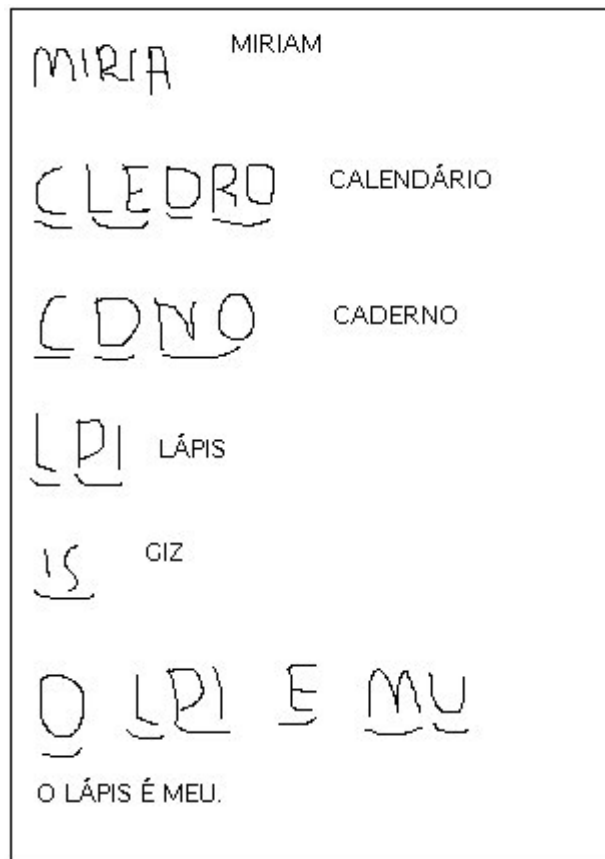 MIRIA MIRIAM
CLEDRO CALENDÁRIO
CDNO CADERNO
LPI LÁPIS
IS GIZ
O LPI E MU
O LÁPIS É MEU.